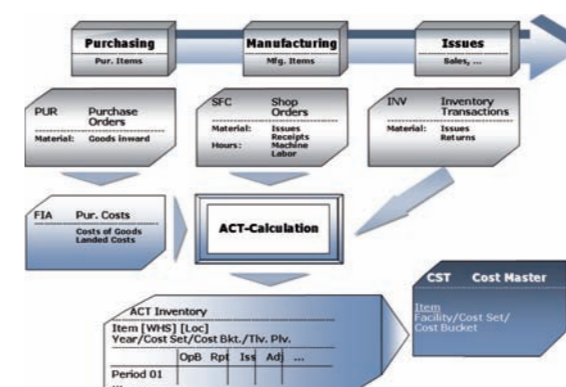 Purchasing
Pur. Items
Manufacturing
Mfg. Items
Issues
Sales, ...
PUR Purchase
Orders
Material: Goods inward
SFC Shop
Orders
Material: Issues
Receipts
Hours: Machine
Labor
INV Inventory
Transactions
Material: Issues
Returns
FIA Pur. Costs
Costs of Goods
Landed Costs
ACT-Calculation
CST Cost Master
Item
Facility/Cost Set/
Cost Bucket
ACT Inventory
Item [WHS] [Loc]
Year/Cost Set/Cost Bkt./Tlv. Plv.
OpB Rpt Iss Adj ...
Period 01
...